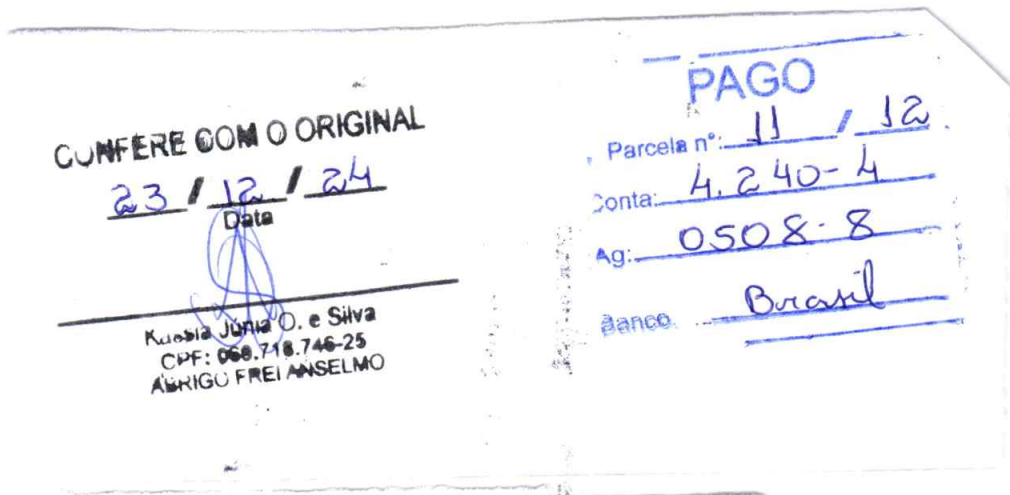 CONFERE COM O ORIGINAL
23 / 12 / 24
Data
Júnia O. e Silva
CPF: 068.718.746-25
ABRIGO FREI ANSELMO
PAGO
Parcela nº: 11 / 12
Conta: 4.240-4
Ag: 0508-8
Banco Brasil